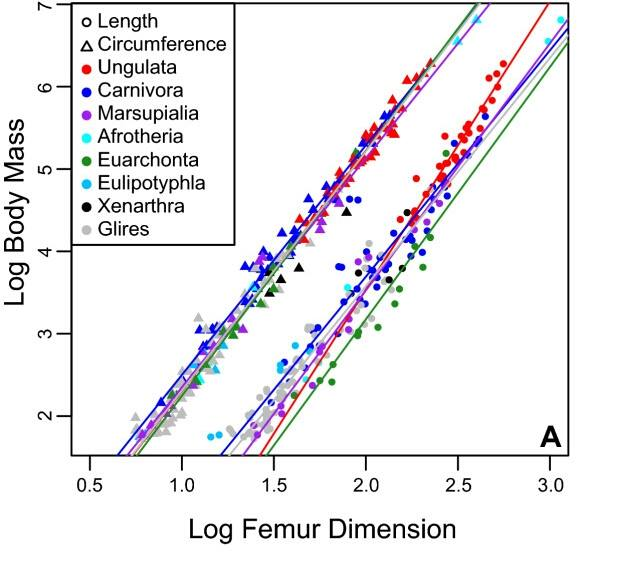 Length
Circumference
Ungulata
Carnivora
Marsupialia
Afrotheria
Euarchonta
Eulipotyphla
Xenarthra
Glires
Log Body Mass
7
6
5
4
3
2
A
0.5 1.0 1.5 2.0 2.5 3.0
Log Femur Dimension